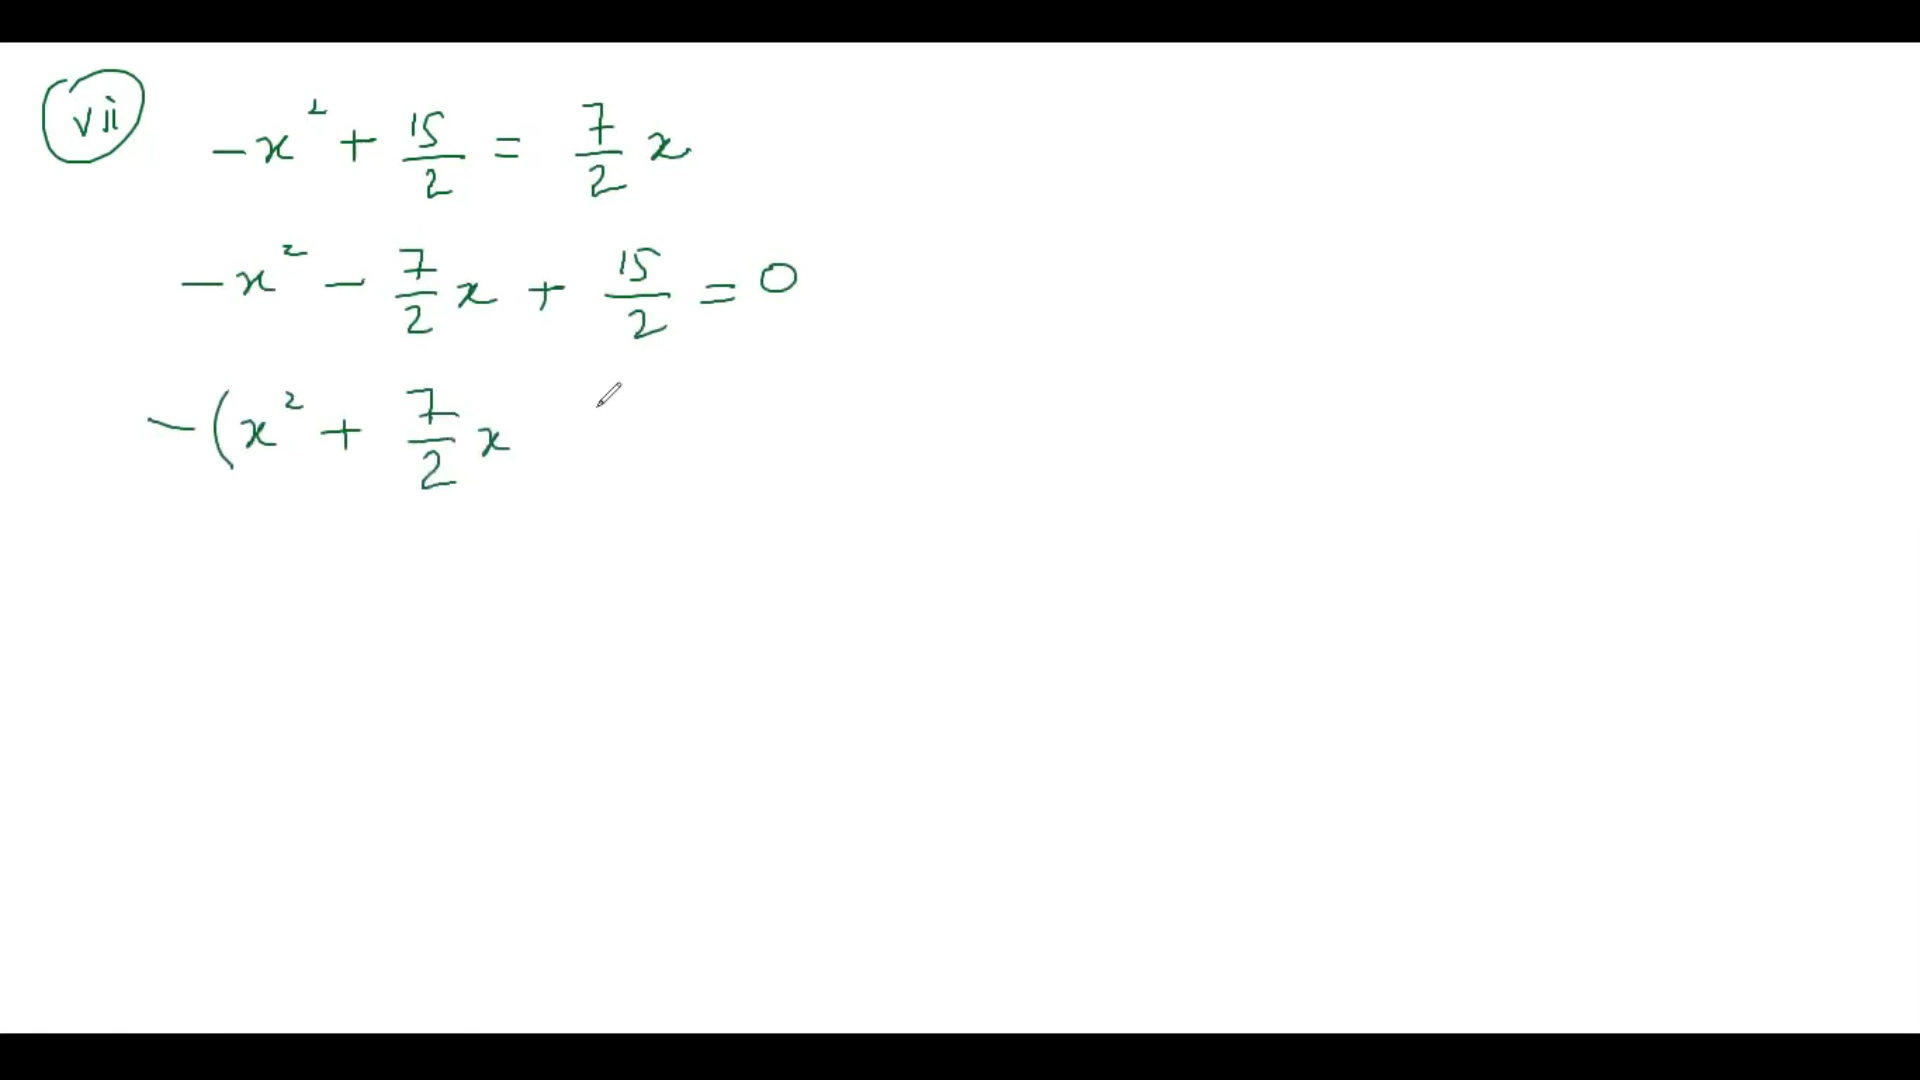 vii
-x² + 15/2 = 7/2 x
-x² - 7/2 x + 15/2 = 0
-(x² + 7/2 x